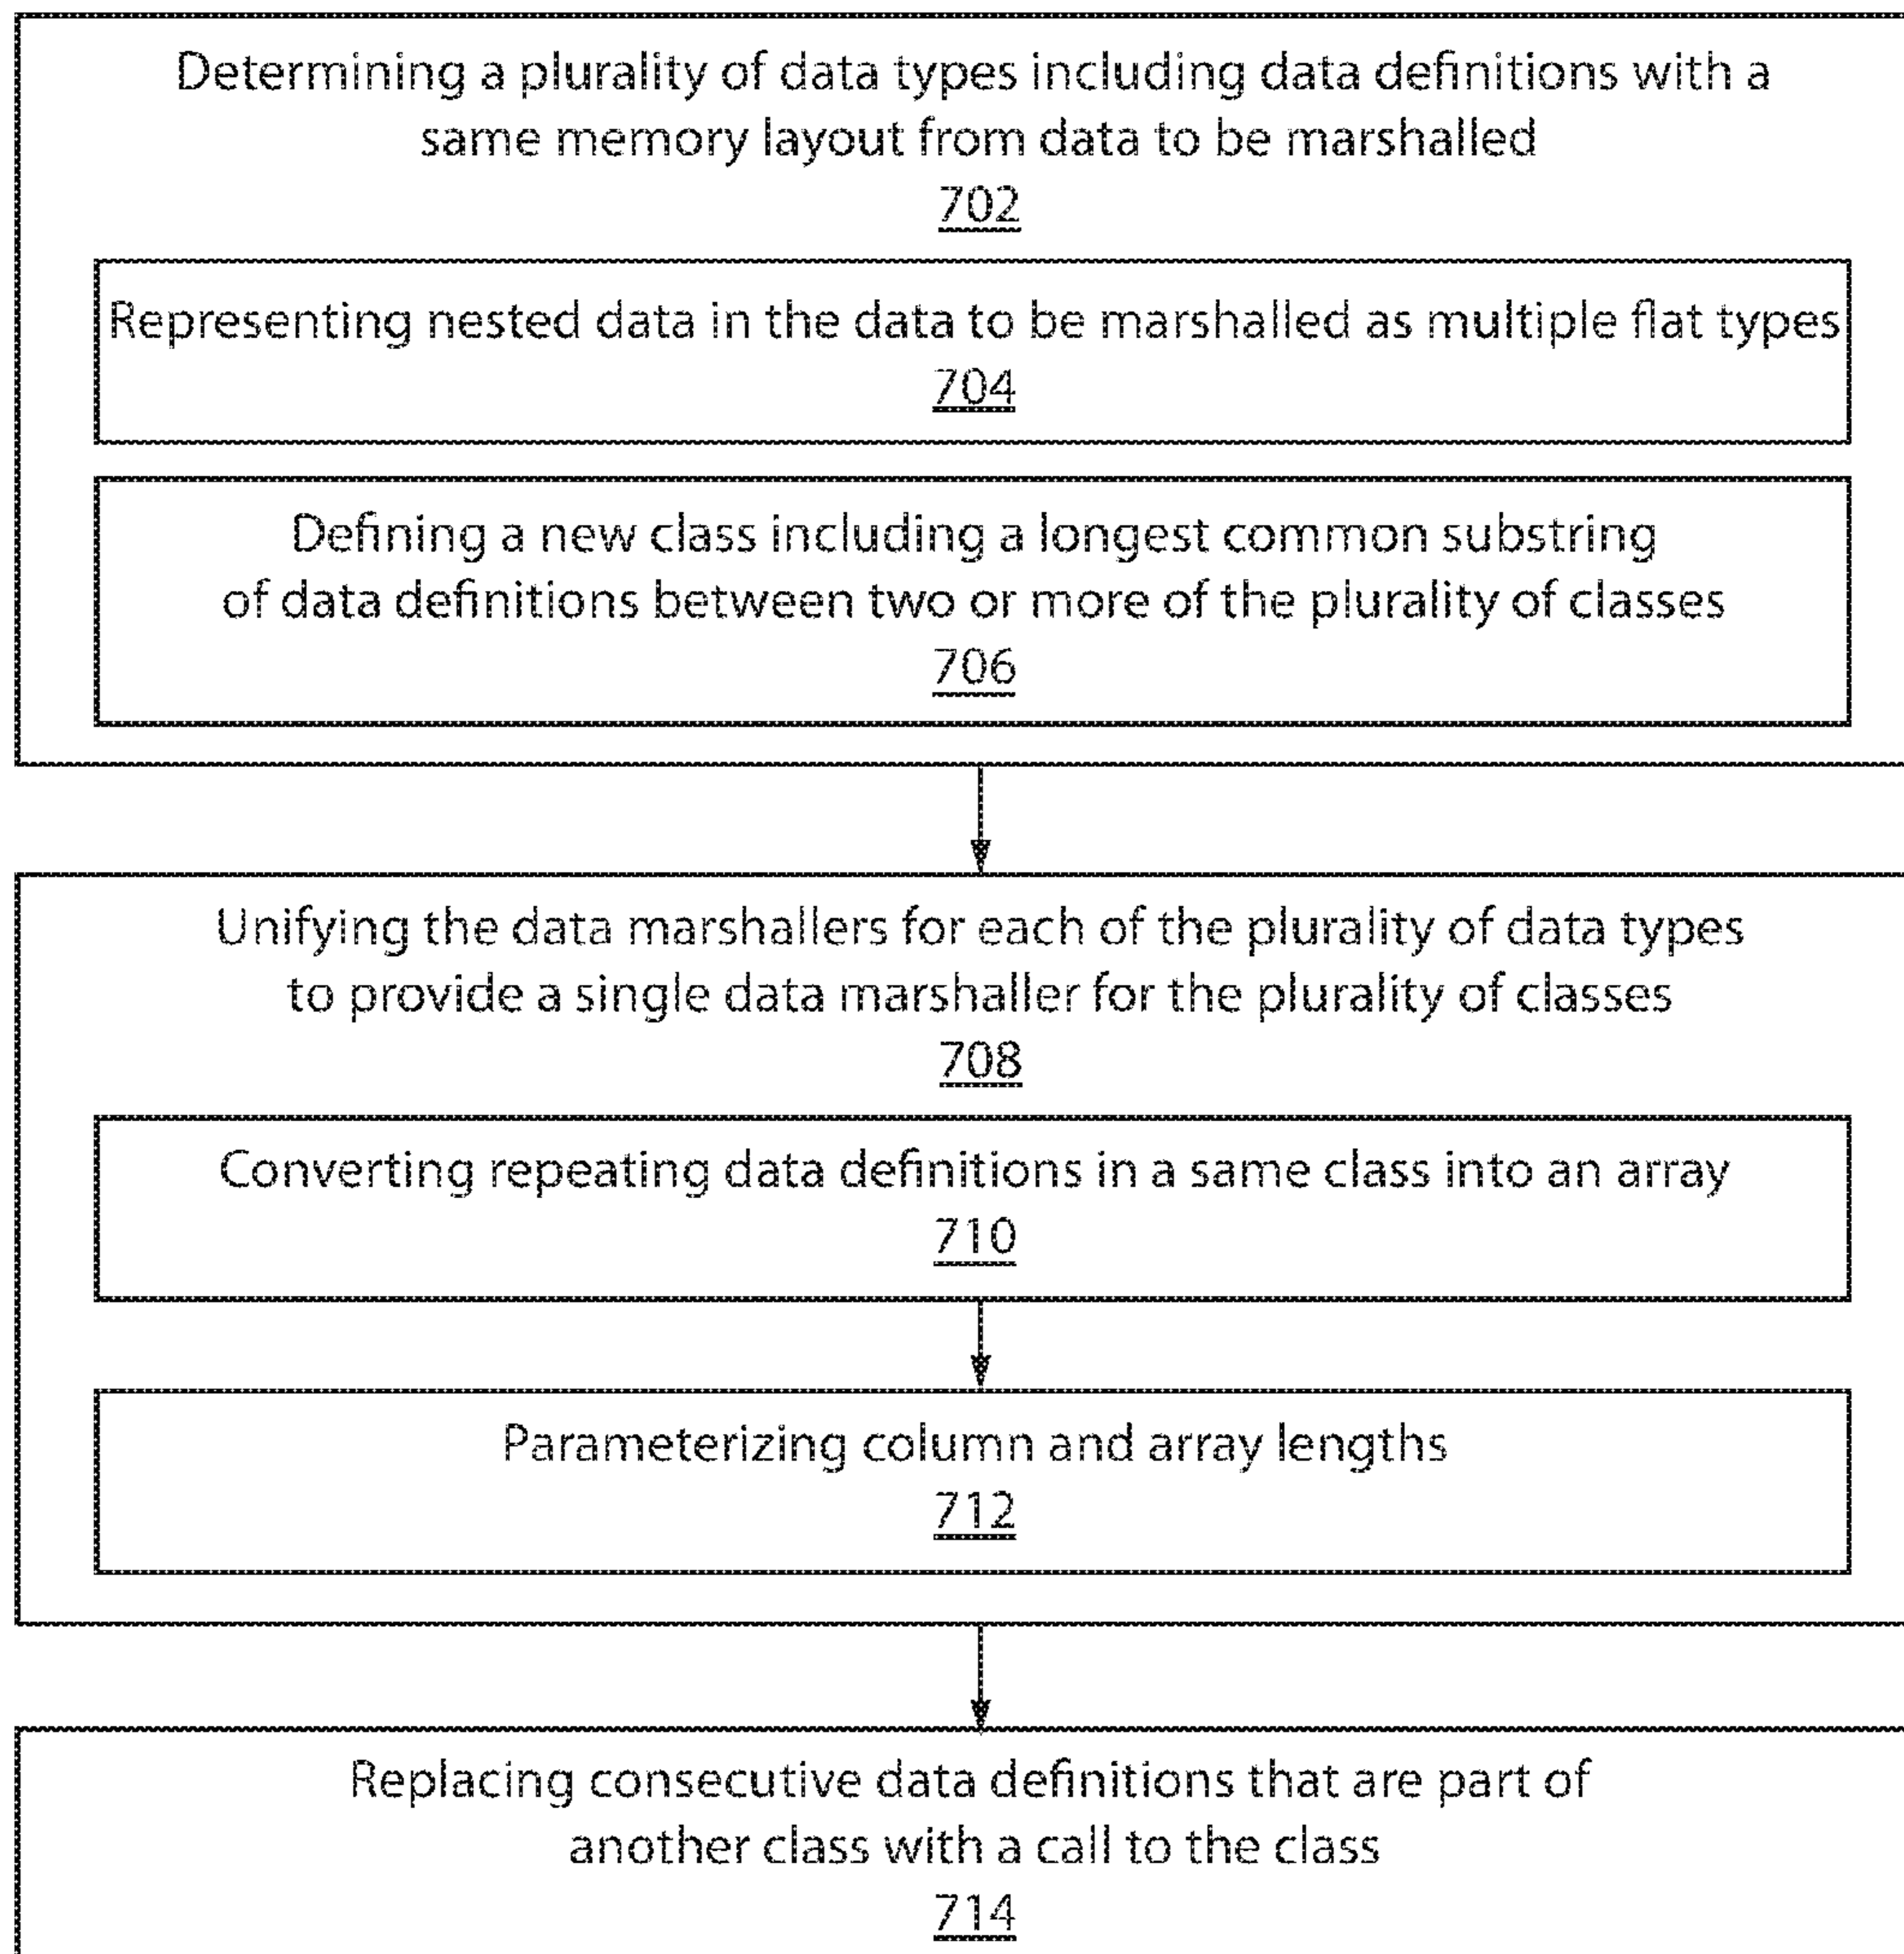 Determining a plurality of data types including data definitions with a
same memory layout from data to be marshalled
702
Representing nested data in the data to be marshalled as multiple flat types
704
Defining a new class including a longest common substring
of data definitions between two or more of the plurality of classes
706
Unifying the data marshallers for each of the plurality of data types
to provide a single data marshaller for the plurality of classes
708
Converting repeating data definitions in a same class into an array
710
Parameterizing column and array lengths
712
Replacing consecutive data definitions that are part of
another class with a call to the class
714